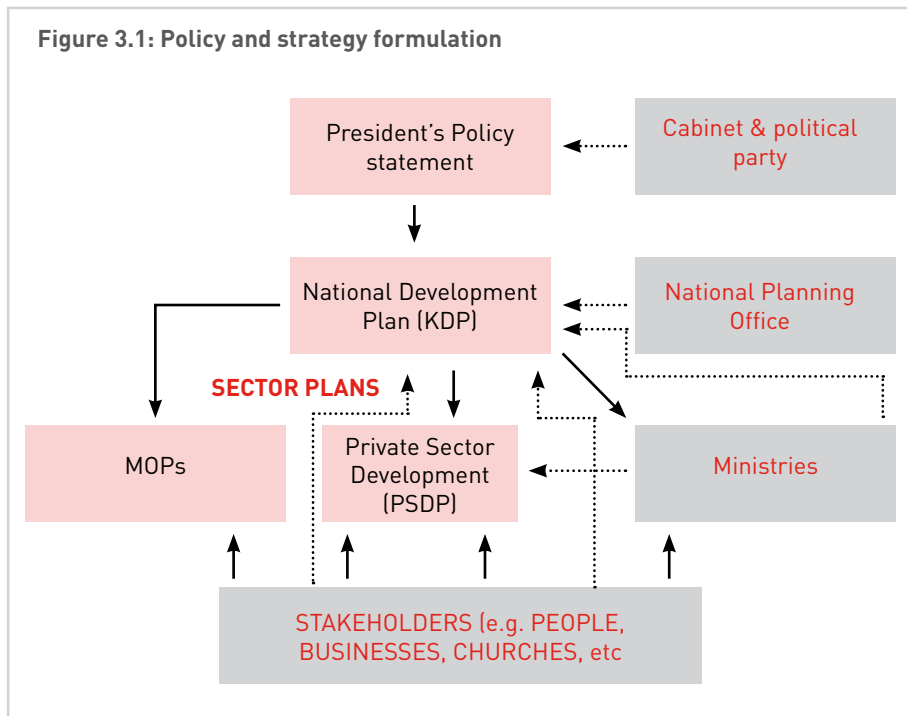 Figure 3.1: Policy and strategy formulation
President’s Policy
statement
Cabinet & political
party
National Development
Plan (KDP)
National Planning
Office
SECTOR PLANS
MOPs
Private Sector
Development
(PSDP)
Ministries
STAKEHOLDERS (e.g. PEOPLE,
BUSINESSES, CHURCHES, etc